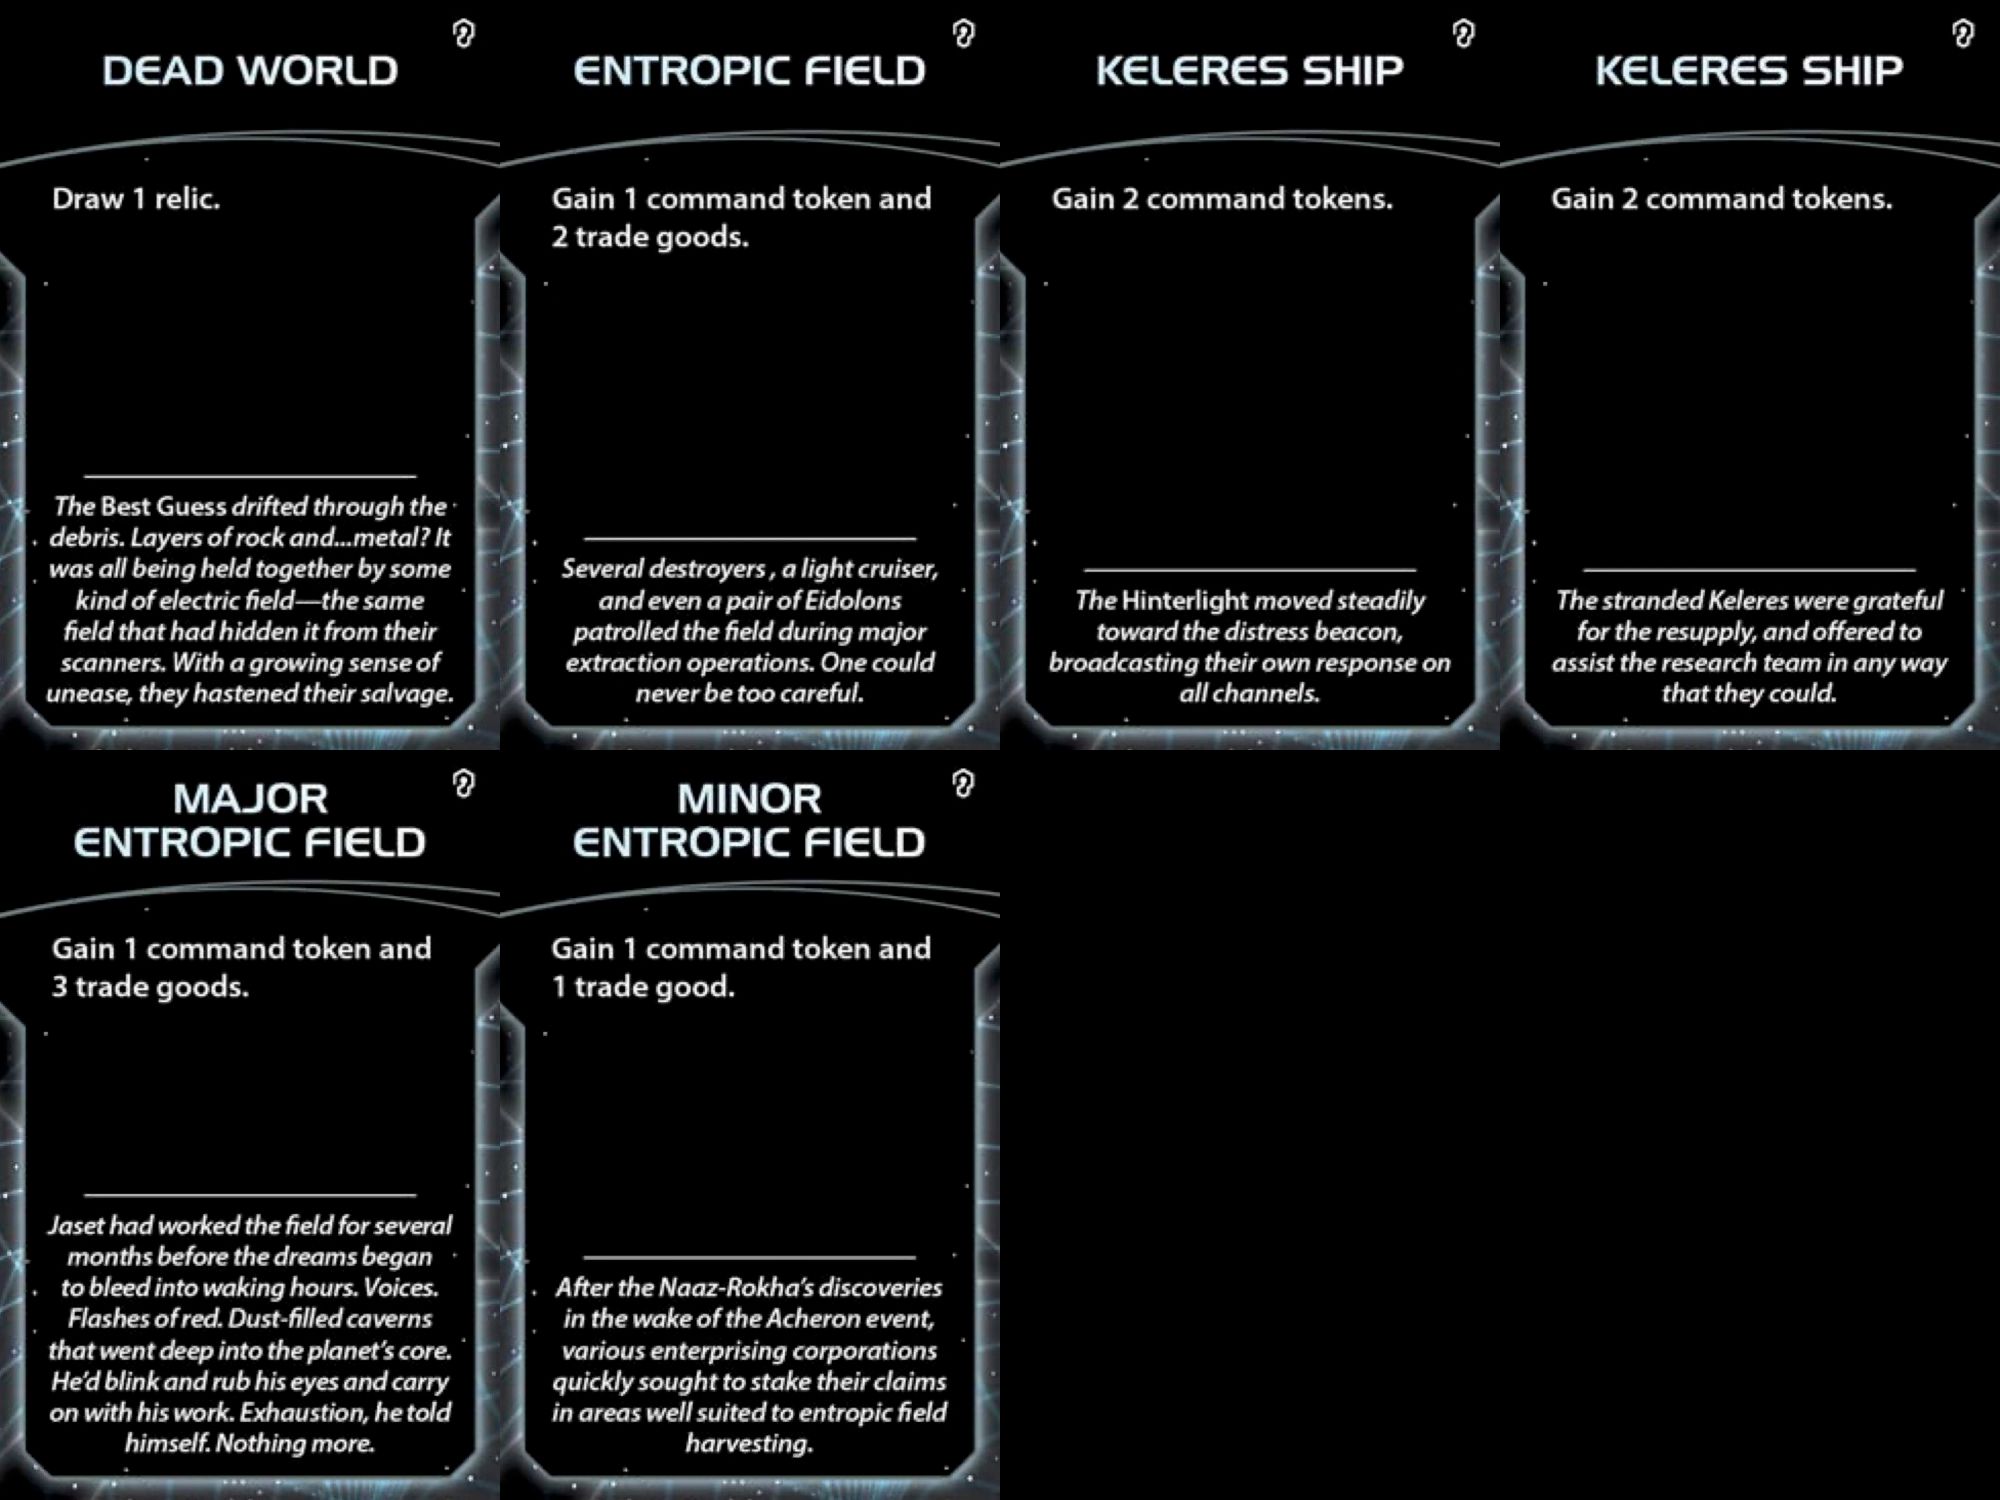 DEAD WORLD
Draw 1 relic.
The Best Guess drifted through the
debris. Layers of rock and...metal? It
was all being held together by some
kind of electric field—the same
field that had hidden it from their
scanners. With a growing sense of
unease, they hastened their salvage.
ENTROPIC FIELD
Gain 1 command token and
2 trade goods.
Several destroyers , a light cruiser,
and even a pair of Eidolons
patrolled the field during major
extraction operations. One could
never be too careful.
KELERES SHIP
Gain 2 command tokens.
The Hinterlight moved steadily
toward the distress beacon,
broadcasting their own response on
all channels.
KELERES SHIP
Gain 2 command tokens.
The stranded Keleres were grateful
for the resupply, and offered to
assist the research team in any way
that they could.
MAJOR
ENTROPIC FIELD
Gain 1 command token and
3 trade goods.
Jaset had worked the field for several
months before the dreams began
to bleed into waking hours. Voices.
Flashes of red. Dust-filled caverns
that went deep into the planet's core.
He'd blink and rub his eyes and carry
on with his work. Exhaustion, he told
himself. Nothing more.
MINOR
ENTROPIC FIELD
Gain 1 command token and
1 trade good.
After the Naaz-Rokha's discoveries
in the wake of the Acheron event,
various enterprising corporations
quickly sought to stake their claims
in areas well suited to entropic field
harvesting.